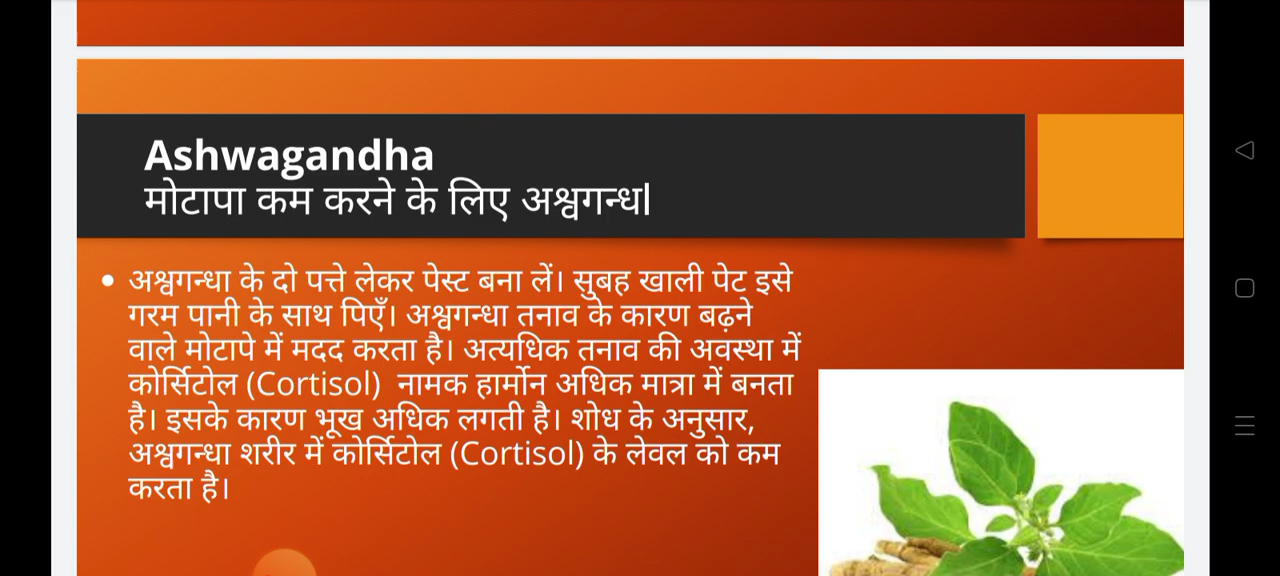 Ashwagandha
मोटापा कम करने के लिए अश्वगन्धा
अश्वगन्धा के दो पत्ते लेकर पेस्ट बना लें। सुबह खाली पेट इसे
गरम पानी के साथ पिएँ। अश्वगन्धा तनाव के कारण बढ़ने
वाले मोटापे में मदद करता है। अत्यधिक तनाव की अवस्था में
कोर्सिटोल (Cortisol) नामक हार्मोन अधिक मात्रा में बनता
है। इसके कारण भूख अधिक लगती है। शोध के अनुसार,
अश्वगन्धा शरीर में कोर्सिटोल (Cortisol) के लेवल को कम
करता है।